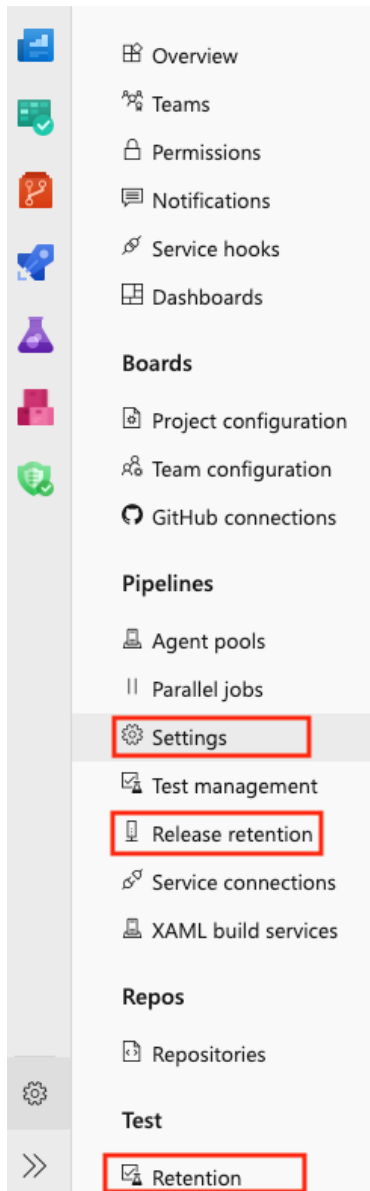 Overview
Teams
Permissions
Notifications
Service hooks
Dashboards
Boards
Project configuration
Team configuration
GitHub connections
Pipelines
Agent pools
Parallel jobs
Settings
Test management
Release retention
Service connections
XAML build services
Repos
Repositories
Test
Retention